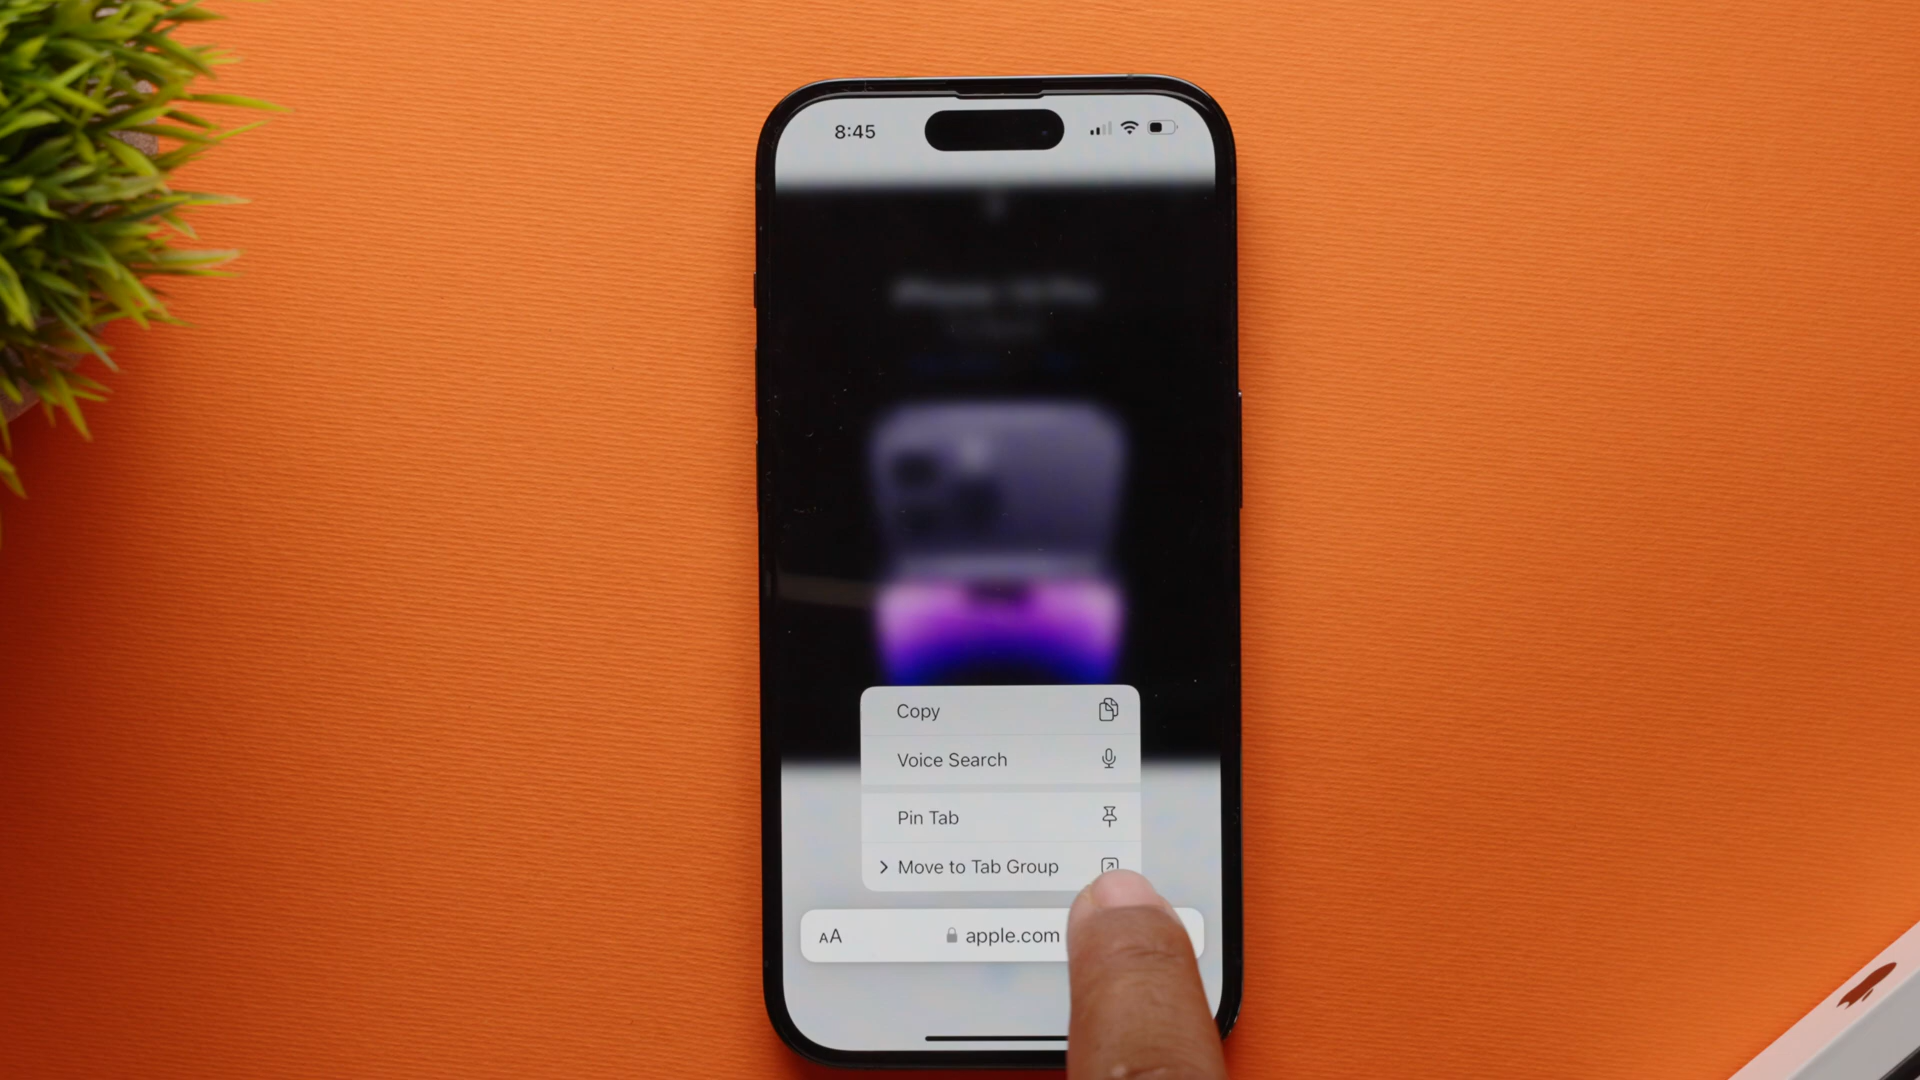 8:45
Copy
Voice Search
Pin Tab
Move to Tab Group
AA
apple.com